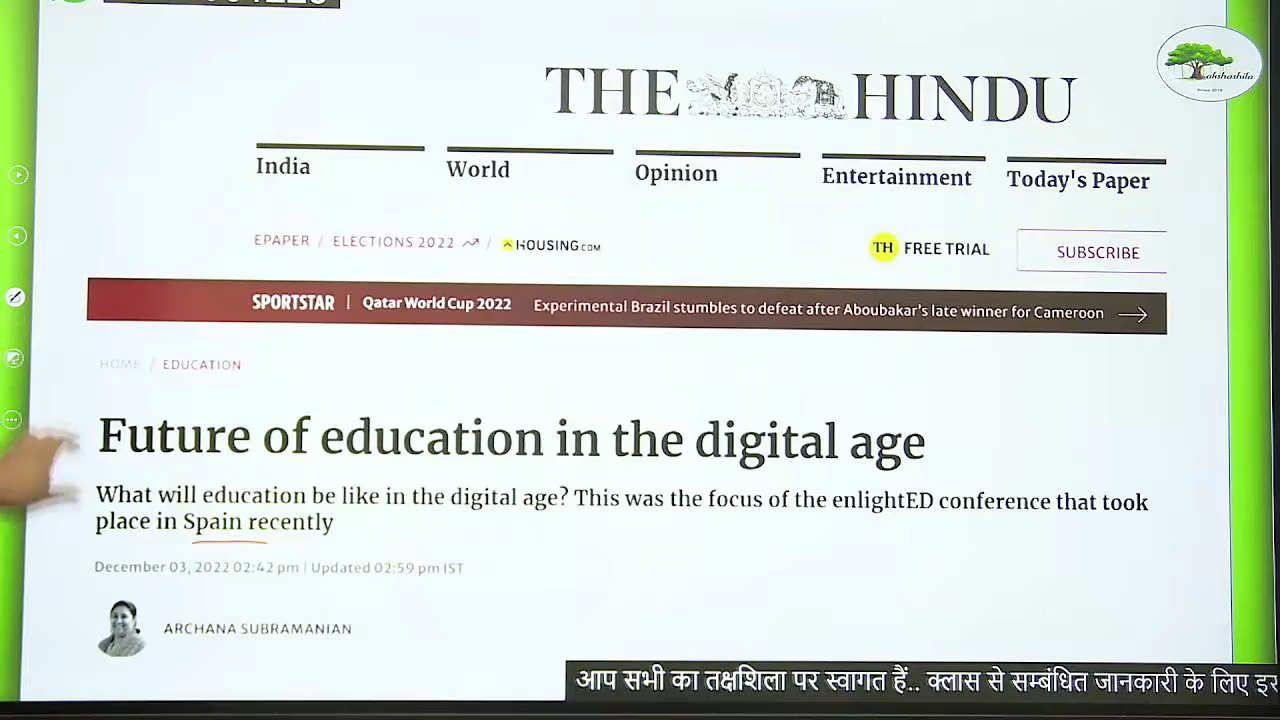 akshashila
Since 2019
THE HINDU
India
World
Opinion
Entertainment
Today's Paper
EPAPER / ELECTIONS 2022 / HOUSING.COM
TH FREE TRIAL
SUBSCRIBE
SPORTSTAR | Qatar World Cup 2022 Experimental Brazil stumbles to defeat after Aboubakar's late winner for Cameroon
HOME / EDUCATION
Future of education in the digital age
What will education be like in the digital age? This was the focus of the enlightED conference that took
place in Spain recently
December 03, 2022 02:42 pm | Updated 02:59 pm IST
ARCHANA SUBRAMANIAN
आप सभी का तक्षशिला पर स्वागत हैं.. क्लास से सम्बंधित जानकारी के लिए इस